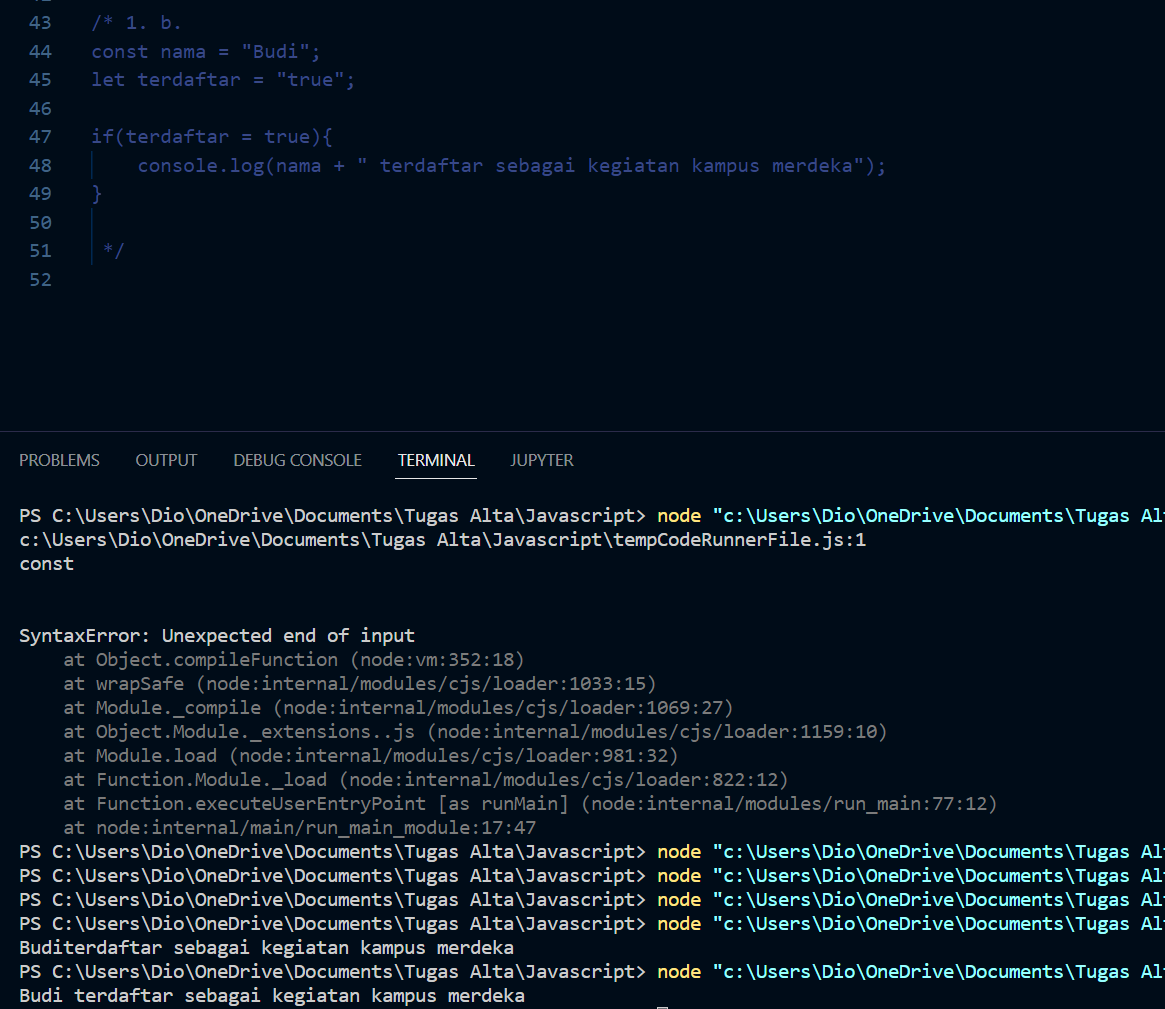 43 /* 1. b.
44 const nama = "Budi";
45 let terdaftar = "true";
46
47 if(terdaftar = true){
48 console.log(nama + " terdaftar sebagai kegiatan kampus merdeka");
49 }
50
51 */
52
PROBLEMS OUTPUT DEBUG CONSOLE TERMINAL JUPYTER
PS C:\Users\Dio\OneDrive\Documents\Tugas Alta\Javascript> node "c:\Users\Dio\OneDrive\Documents\Tugas Al
c:\Users\Dio\OneDrive\Documents\Tugas Alta\Javascript\tempCodeRunnerFile.js:1
const
SyntaxError: Unexpected end of input
at Object.compileFunction (node:vm:352:18)
at wrapSafe (node:internal/modules/cjs/loader:1033:15)
at Module._compile (node:internal/modules/cjs/loader:1069:27)
at Object.Module._extensions..js (node:internal/modules/cjs/loader:1159:10)
at Module.load (node:internal/modules/cjs/loader:981:32)
at Function.Module._load (node:internal/modules/cjs/loader:822:12)
at Function.executeUserEntryPoint [as runMain] (node:internal/modules/run_main:77:12)
at node:internal/main/run_main_module:17:47
PS C:\Users\Dio\OneDrive\Documents\Tugas Alta\Javascript> node "c:\Users\Dio\OneDrive\Documents\Tugas Al
PS C:\Users\Dio\OneDrive\Documents\Tugas Alta\Javascript> node "c:\Users\Dio\OneDrive\Documents\Tugas Al
PS C:\Users\Dio\OneDrive\Documents\Tugas Alta\Javascript> node "c:\Users\Dio\OneDrive\Documents\Tugas Al
PS C:\Users\Dio\OneDrive\Documents\Tugas Alta\Javascript> node "c:\Users\Dio\OneDrive\Documents\Tugas Al
Buditerdaftar sebagai kegiatan kampus merdeka
PS C:\Users\Dio\OneDrive\Documents\Tugas Alta\Javascript> node "c:\Users\Dio\OneDrive\Documents\Tugas Al
Budi terdaftar sebagai kegiatan kampus merdeka